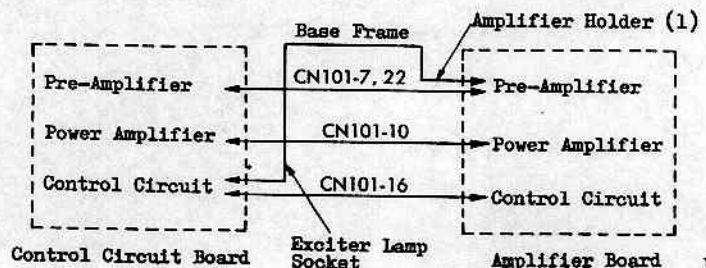 Amplifier Holder (1)
Base Frame
CN101-7, 22
Pre-Amplifier
Pre-Amplifier
Power Amplifier
CN101-10
Power Amplifier
Control Circuit
CN101-16
Control Circuit
Control Circuit Board
Exciter Lamp
Socket
Amplifier Board